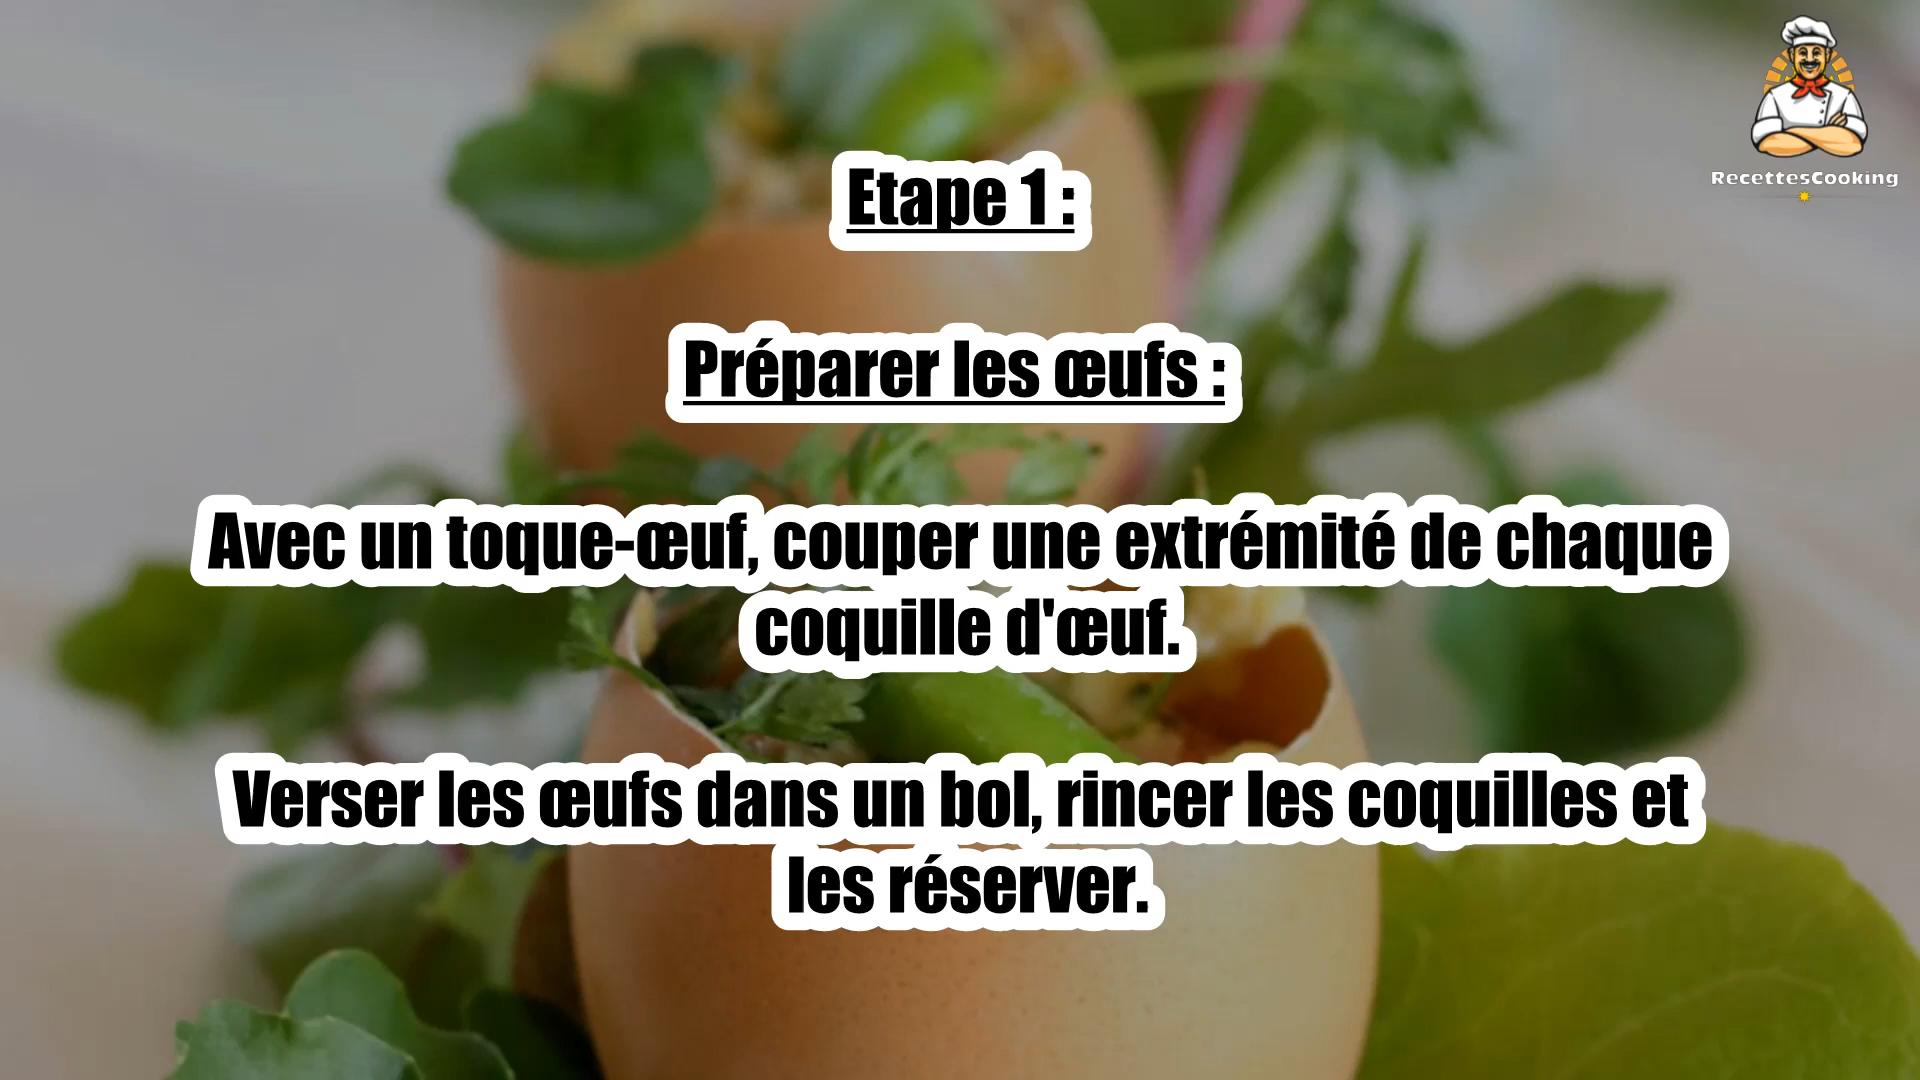 RecettesCooking
Etape 1 :
Préparer les œufs :
Avec un toque-œuf, couper une extrémité de chaque
coquille d'œuf.
Verser les œufs dans un bol, rincer les coquilles et
les réserver.